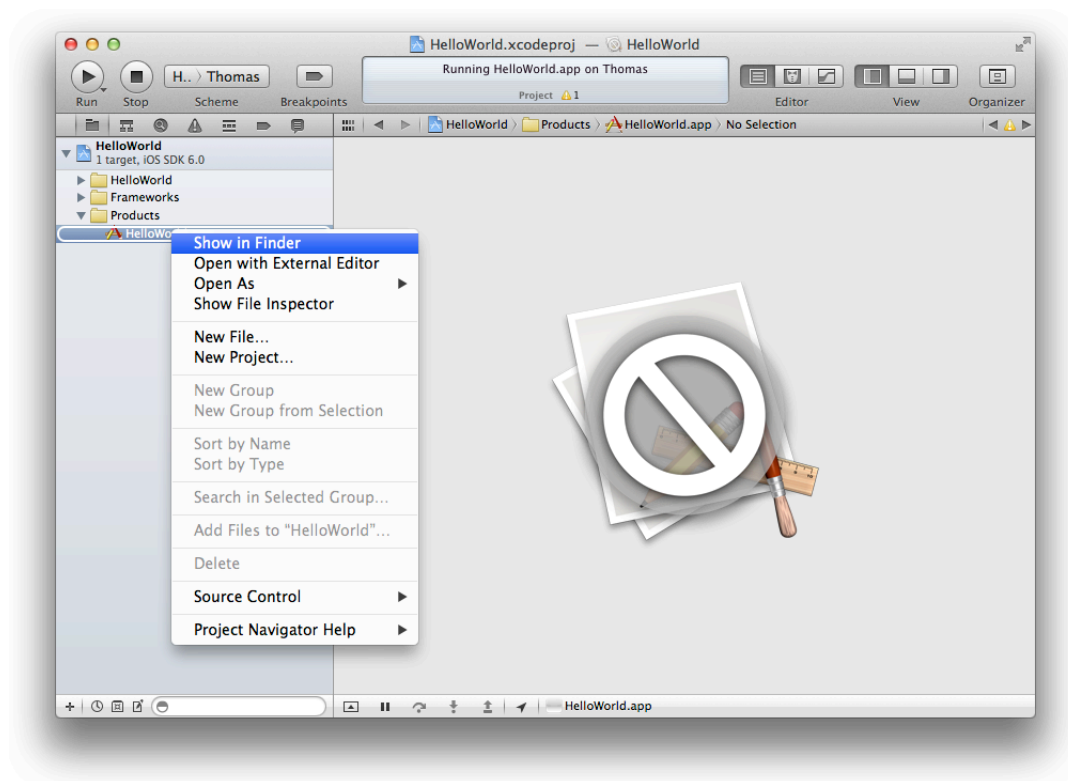 HelloWorld.xcodeproj — HelloWorld
H.. 〉 Thomas
Running HelloWorld.app on Thomas
Project 1
Run Stop Scheme Breakpoints Editor View Organizer
HelloWorld 〉 Products 〉 HelloWorld.app 〉 No Selection
HelloWorld
1 target, iOS SDK 6.0
HelloWorld
Frameworks
Products
Show in Finder
Open with External Editor
Open As
Show File Inspector
New File...
New Project...
New Group
New Group from Selection
Sort by Name
Sort by Type
Search in Selected Group...
Add Files to "HelloWorld"...
Delete
Source Control
Project Navigator Help
HelloWorld.app